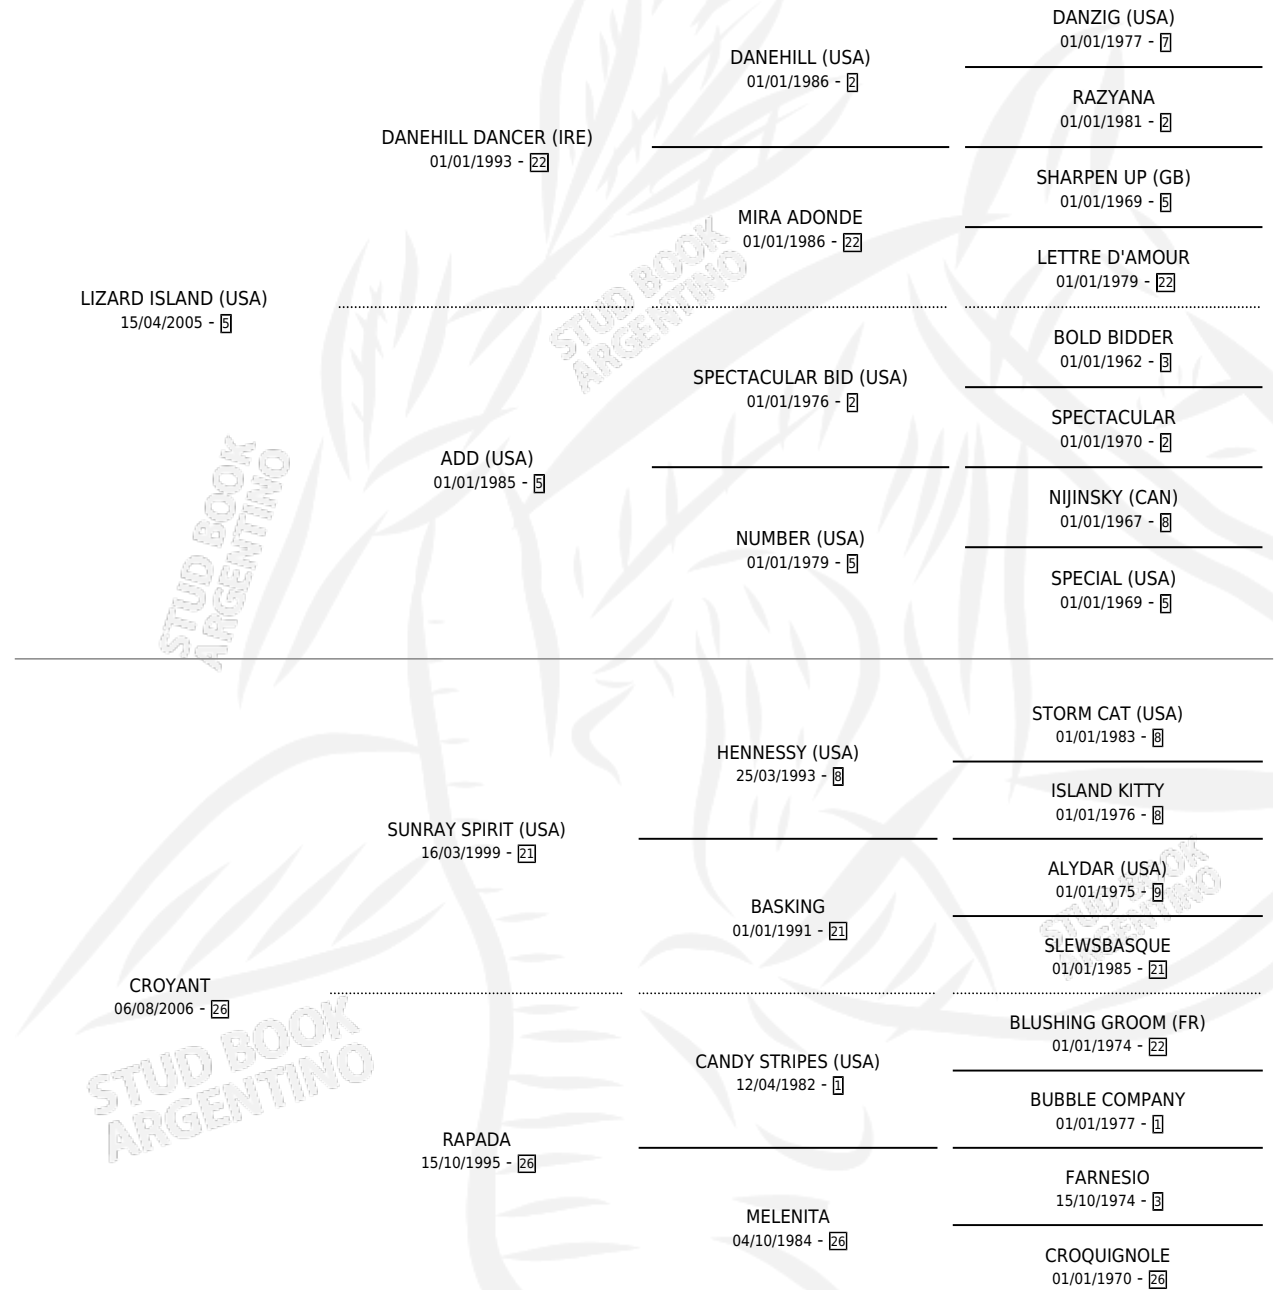 LIZARD ISLAND (USA)
15/04/2005 - 5
DANEHILL DANCER (IRE)
01/01/1993 - 22
DANEHILL (USA)
01/01/1986 - 2
DANZIG (USA)
01/01/1977 - 7
RAZYANA
01/01/1981 - 2
MIRA ADONDE
01/01/1986 - 22
SHARPEN UP (GB)
01/01/1969 - 5
LETTRE D'AMOUR
01/01/1979 - 22
ADD (USA)
01/01/1985 - 5
SPECTACULAR BID (USA)
01/01/1976 - 2
BOLD BIDDER
01/01/1962 - 3
SPECTACULAR
01/01/1970 - 2
NUMBER (USA)
01/01/1979 - 5
NIJINSKY (CAN)
01/01/1967 - 8
SPECIAL (USA)
01/01/1969 - 5
CROYANT
06/08/2006 - 26
SUNRAY SPIRIT (USA)
16/03/1999 - 21
HENNESSY (USA)
25/03/1993 - 8
STORM CAT (USA)
01/01/1983 - 8
ISLAND KITTY
01/01/1976 - 8
BASKING
01/01/1991 - 21
ALYDAR (USA)
01/01/1975 - 9
SLEWSBASQUE
01/01/1985 - 21
RAPADA
15/10/1995 - 26
CANDY STRIPES (USA)
12/04/1982 - 1
BLUSHING GROOM (FR)
01/01/1974 - 22
BUBBLE COMPANY
01/01/1977 - 1
MELENITA
04/10/1984 - 26
FARNESIO
15/10/1974 - 3
CROQUIGNOLE
01/01/1970 - 26
STUD BOOK
ARGENTINO
STUD BOOK
ARGENTINO
STUD BOOK
ARGENTINO
STUD BOOK
ARGENTINO